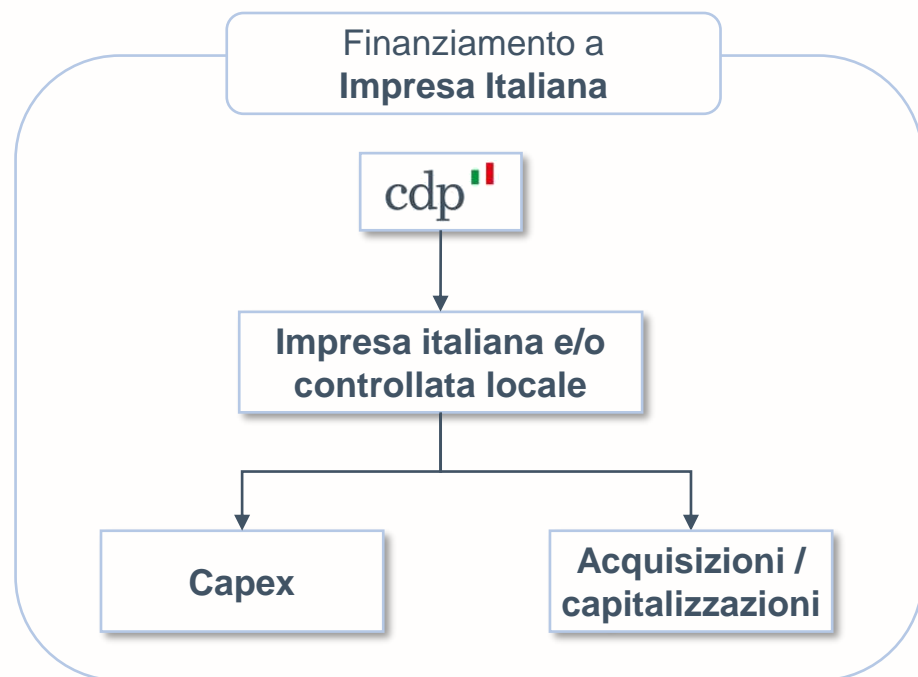 Finanziamento a
Impresa Italiana
cdp
Impresa italiana e/o
controllata locale
Capex
Acquisizioni /
capitalizzazioni